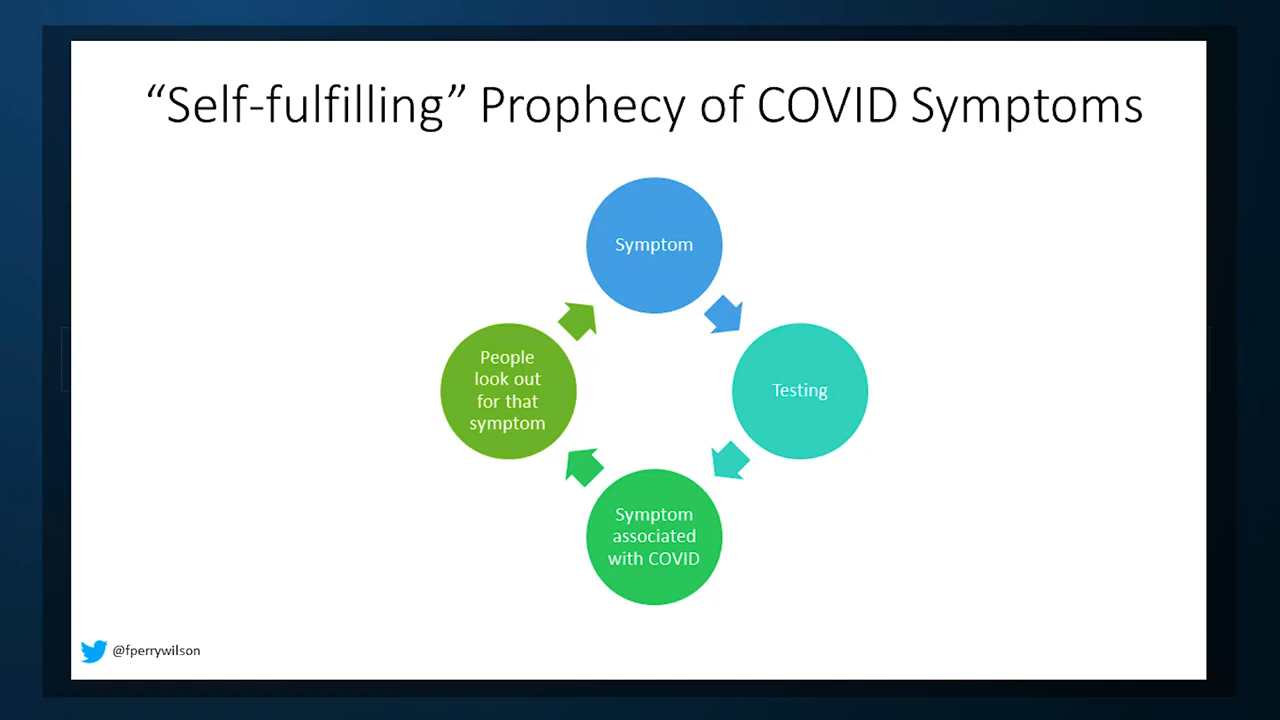 “Self-fulfilling” Prophecy of COVID Symptoms
Symptom
Testing
Symptom
associated
with COVID
People
look out
for that
symptom
@fperrywilson